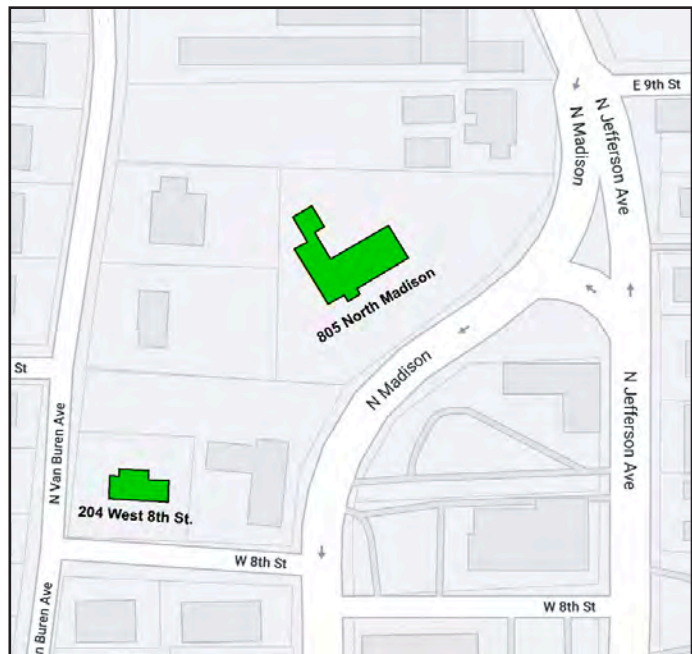 E 9th St
N Madison
N Jefferson Ave
805 North Madison
N Madison
St
N Van Buren Ave
N Jefferson Ave
204 West 8th St.
W 8th St
W 8th St
n Buren Ave